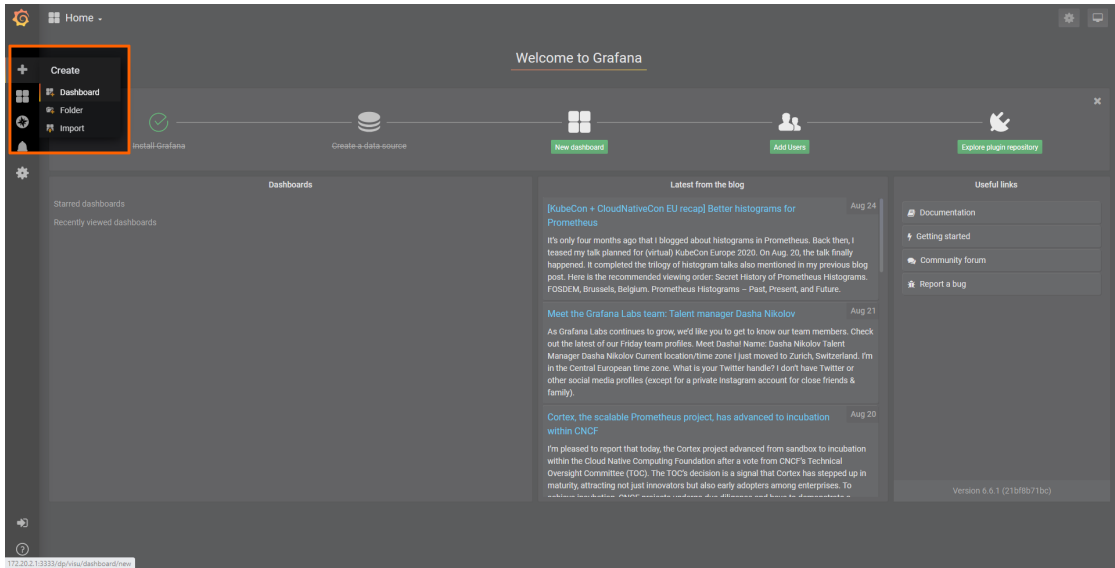 Home
Welcome to Grafana
Create
Dashboard
Folder
Import
Install Grafana
Create a data source
New dashboard
Add Users
Explore plugin repository
Dashboards
Starred dashboards
Recently viewed dashboards
Latest from the blog
[KubeCon + CloudNativeCon EU recap] Better histograms for
Prometheus
Aug 24
It's only four months ago that I blogged about histograms in Prometheus. Back then, I
teased my talk planned for (virtual) KubeCon Europe 2020. On Aug. 20, the talk finally
happened. It completed the trilogy of histogram talks also mentioned in my previous blog
post. Here is the recommended viewing order: Secret History of Prometheus Histograms.
FOSDEM, Brussels, Belgium. Prometheus Histograms – Past, Present, and Future.
Meet the Grafana Labs team: Talent manager Dasha Nikolov
Aug 21
As Grafana Labs continues to grow, we'd like you to get to know our team members. Check
out the latest of our Friday team profiles. Meet Dasha! Name: Dasha Nikolov Talent
Manager Dasha Nikolov Current location/time zone I just moved to Zurich, Switzerland. I'm
in the Central European time zone. What is your Twitter handle? I don't have Twitter or
other social media profiles (except for a private Instagram account for close friends &
family).
Cortex, the scalable Prometheus project, has advanced to incubation
within CNCF
Aug 20
I'm pleased to report that today, the Cortex project advanced from sandbox to incubation
within the Cloud Native Computing Foundation after a vote from CNCF's Technical
Oversight Committee (TOC). The TOC's decision is a signal that Cortex has stepped up in
maturity, attracting not just innovators but also early adopters among enterprises. To
Useful links
Documentation
Getting started
Community forum
Report a bug
Version 6.6.1 (21bf8b71bc)
172.20.2.1:3333/dp/visu/dashboard/new